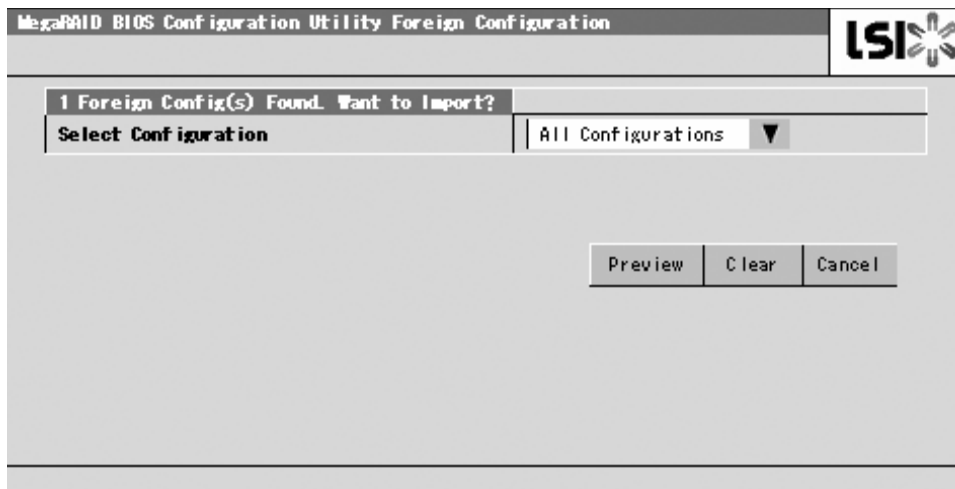 MegaRAID BIOS Configuration Utility Foreign Configuration
LSI
1 Foreign Config(s) Found. Want to Import?
Select Configuration
All Configurations
Preview
Clear
Cancel